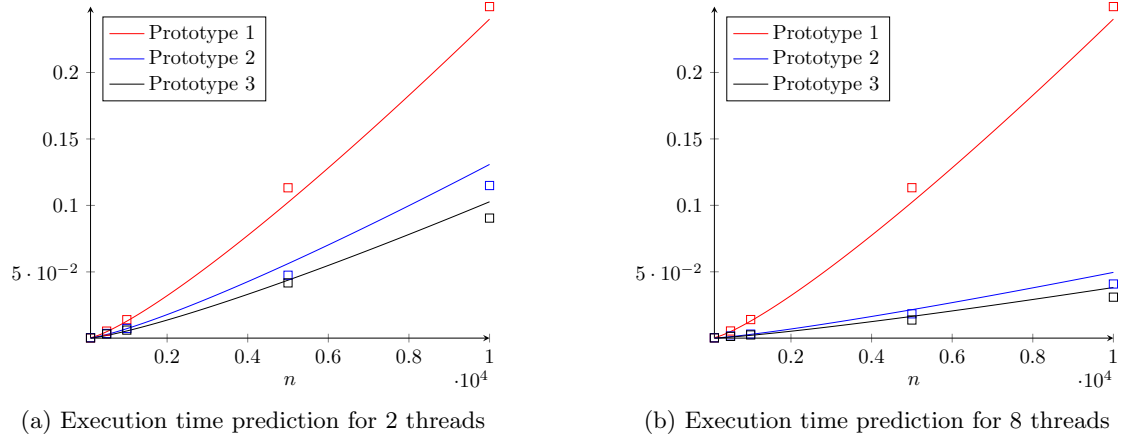 Prototype 1
Prototype 2
Prototype 3
0.2
0.15
0.1
5 · 10⁻²
0.2 0.4 0.6 0.8 1
·10⁴
n
(a) Execution time prediction for 2 threads
Prototype 1
Prototype 2
Prototype 3
0.2
0.15
0.1
5 · 10⁻²
0.2 0.4 0.6 0.8 1
·10⁴
n
(b) Execution time prediction for 8 threads